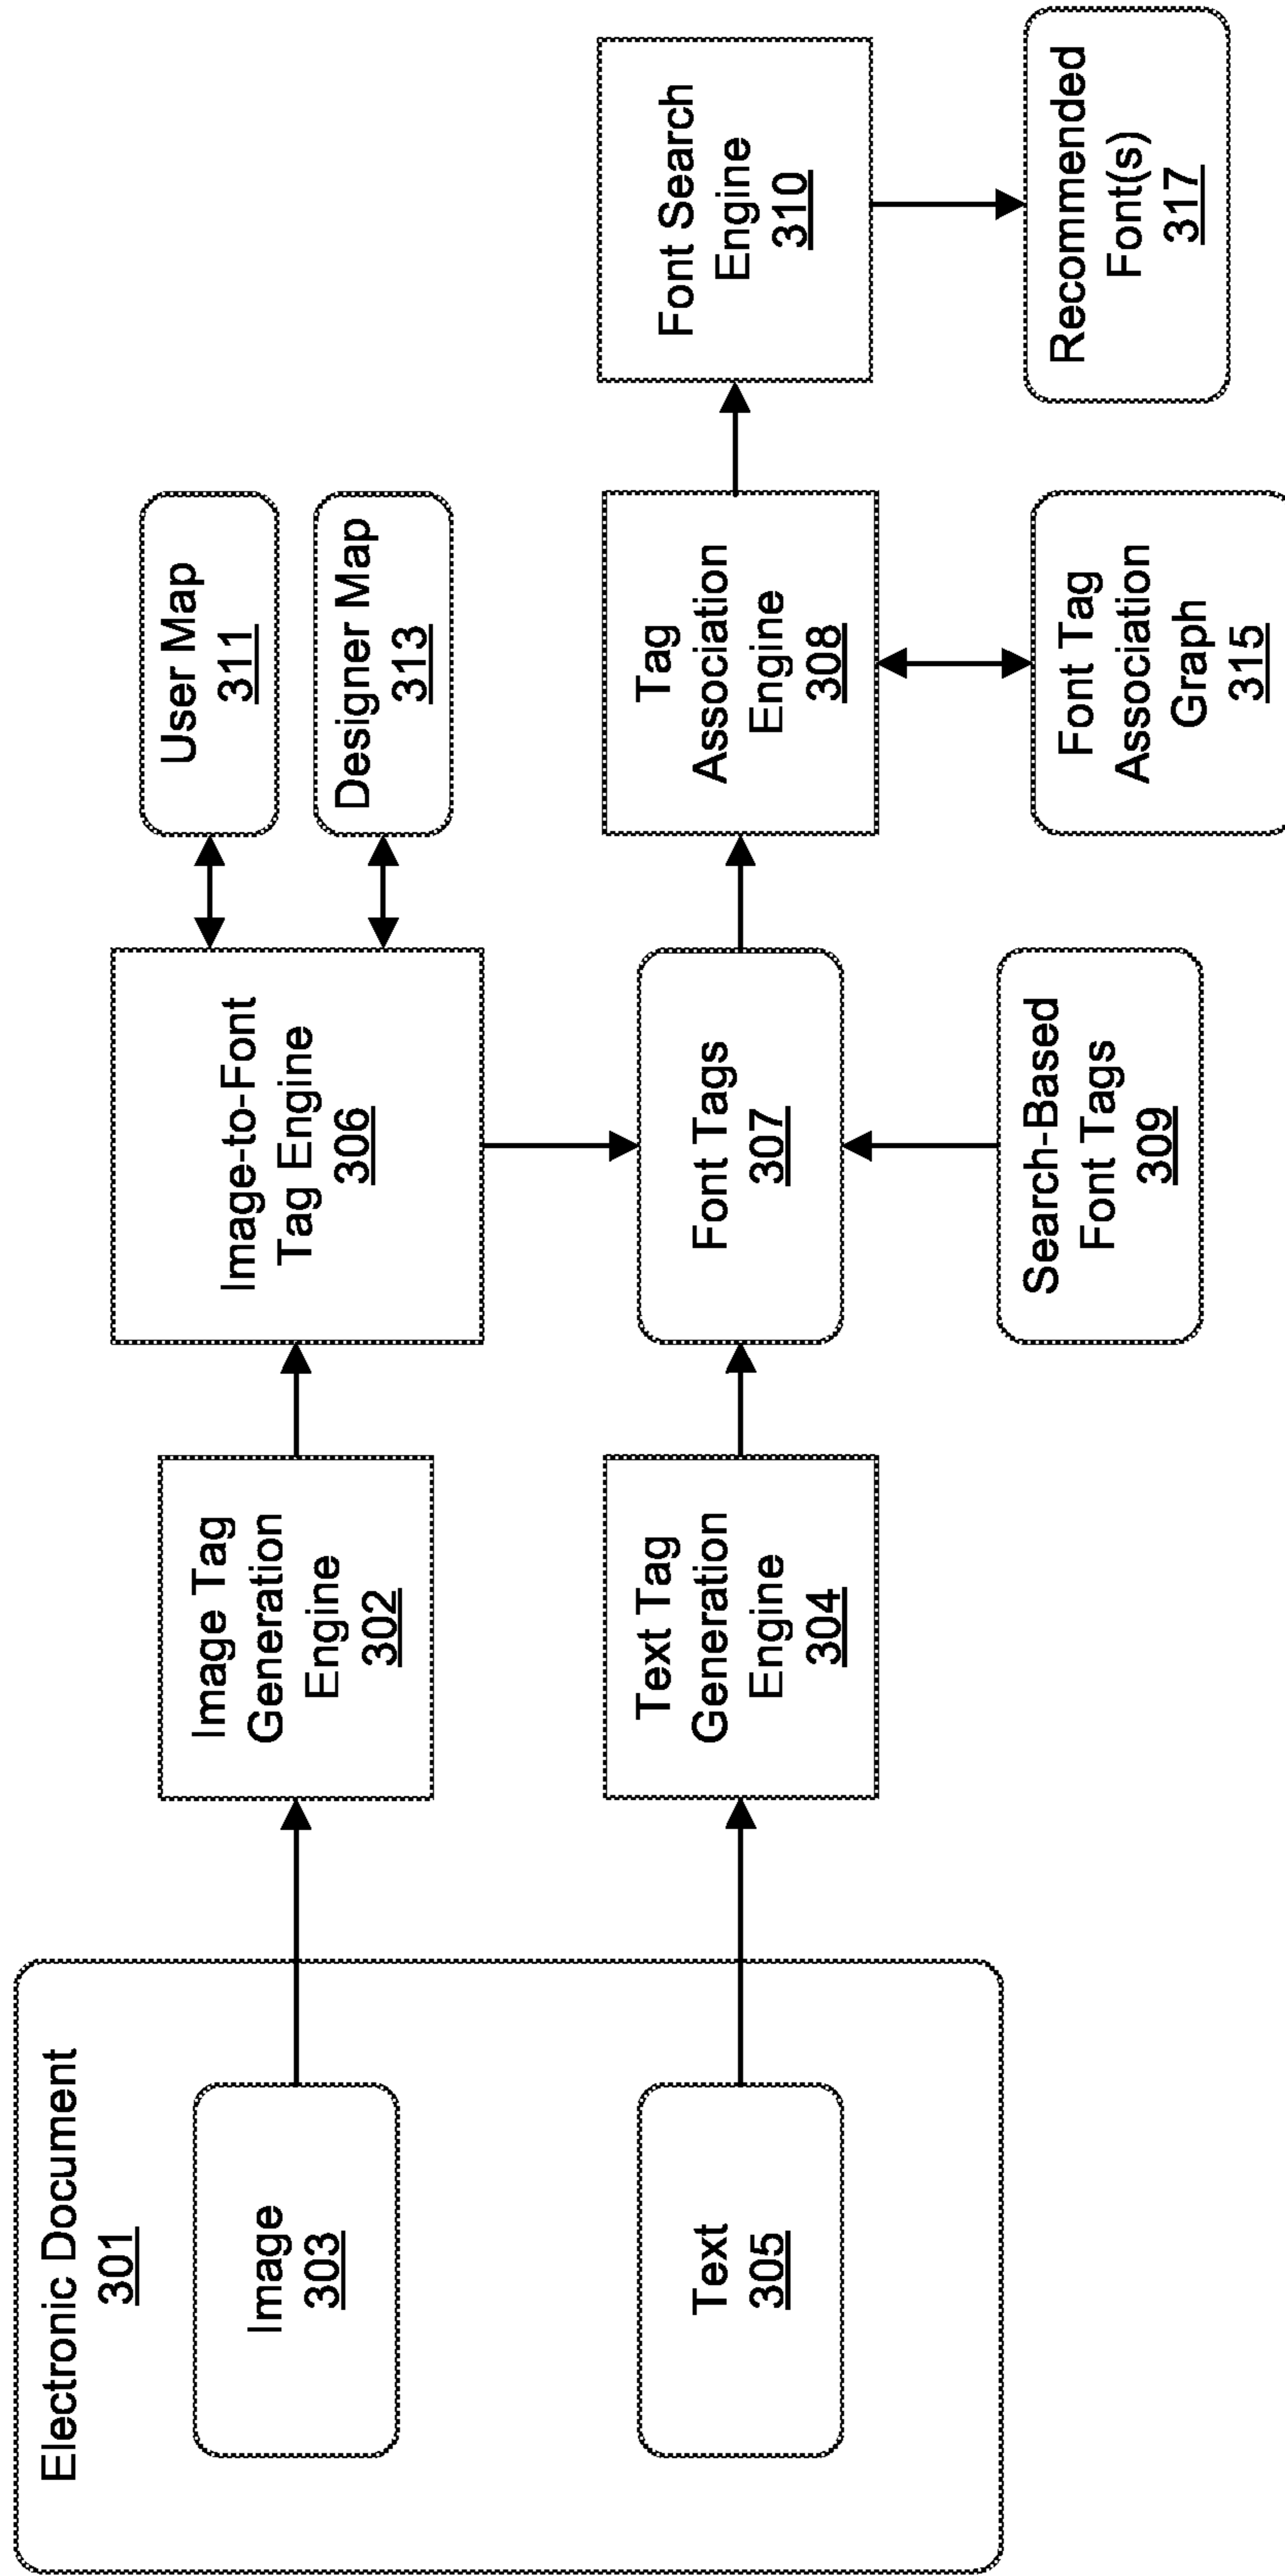 Electronic Document
301
Image
303
Text
305
Image Tag
Generation
Engine
302
Text Tag
Generation
Engine
304
Image-to-Font
Tag Engine
306
Font Tags
307
Search-Based
Font Tags
309
User Map
311
Designer Map
313
Tag
Association
Engine
308
Font Tag
Association
Graph
315
Font Search
Engine
310
Recommended
Font(s)
317